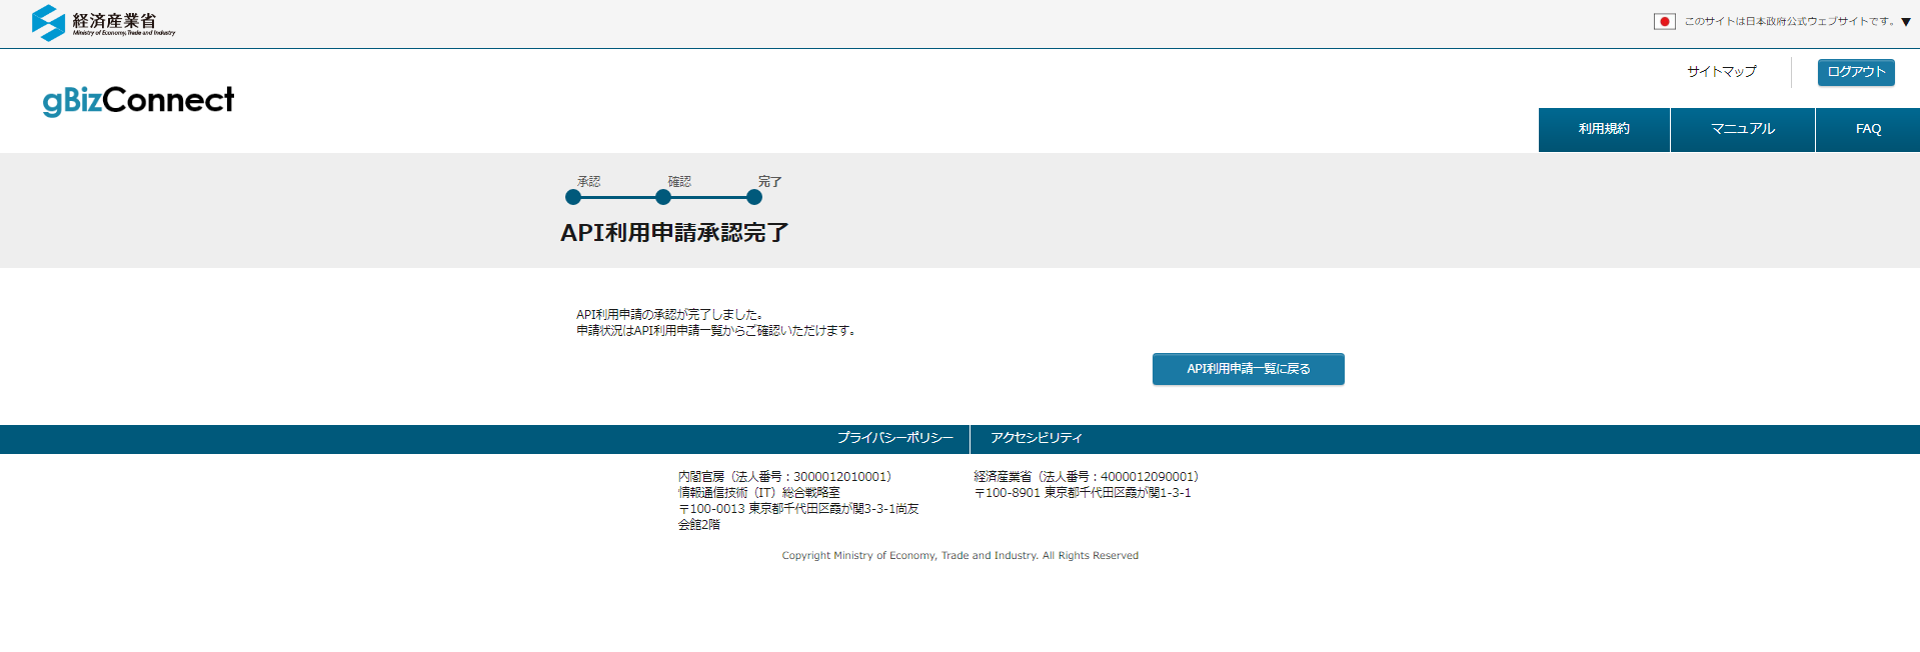 経済産業省
Ministry of Economy, Trade and Industry
このサイトは日本政府公式ウェブサイトです。▼
サイトマップ
ログアウト
gBizConnect
利用規約
マニュアル
FAQ
承認
確認
完了
API利用申請承認完了
API利用申請の承認が完了しました。
申請状況はAPI利用申請一覧からご確認いただけます。
API利用申請一覧に戻る
プライバシーポリシー
アクセシビリティ
内閣官房（法人番号：3000012010001）
情報通信技術（IT）総合戦略室
〒100-0013 東京都千代田区霞が関3-3-1尚友
会館2階
経済産業省（法人番号：4000012090001）
〒100-8901 東京都千代田区霞が関1-3-1
Copyright Ministry of Economy, Trade and Industry. All Rights Reserved